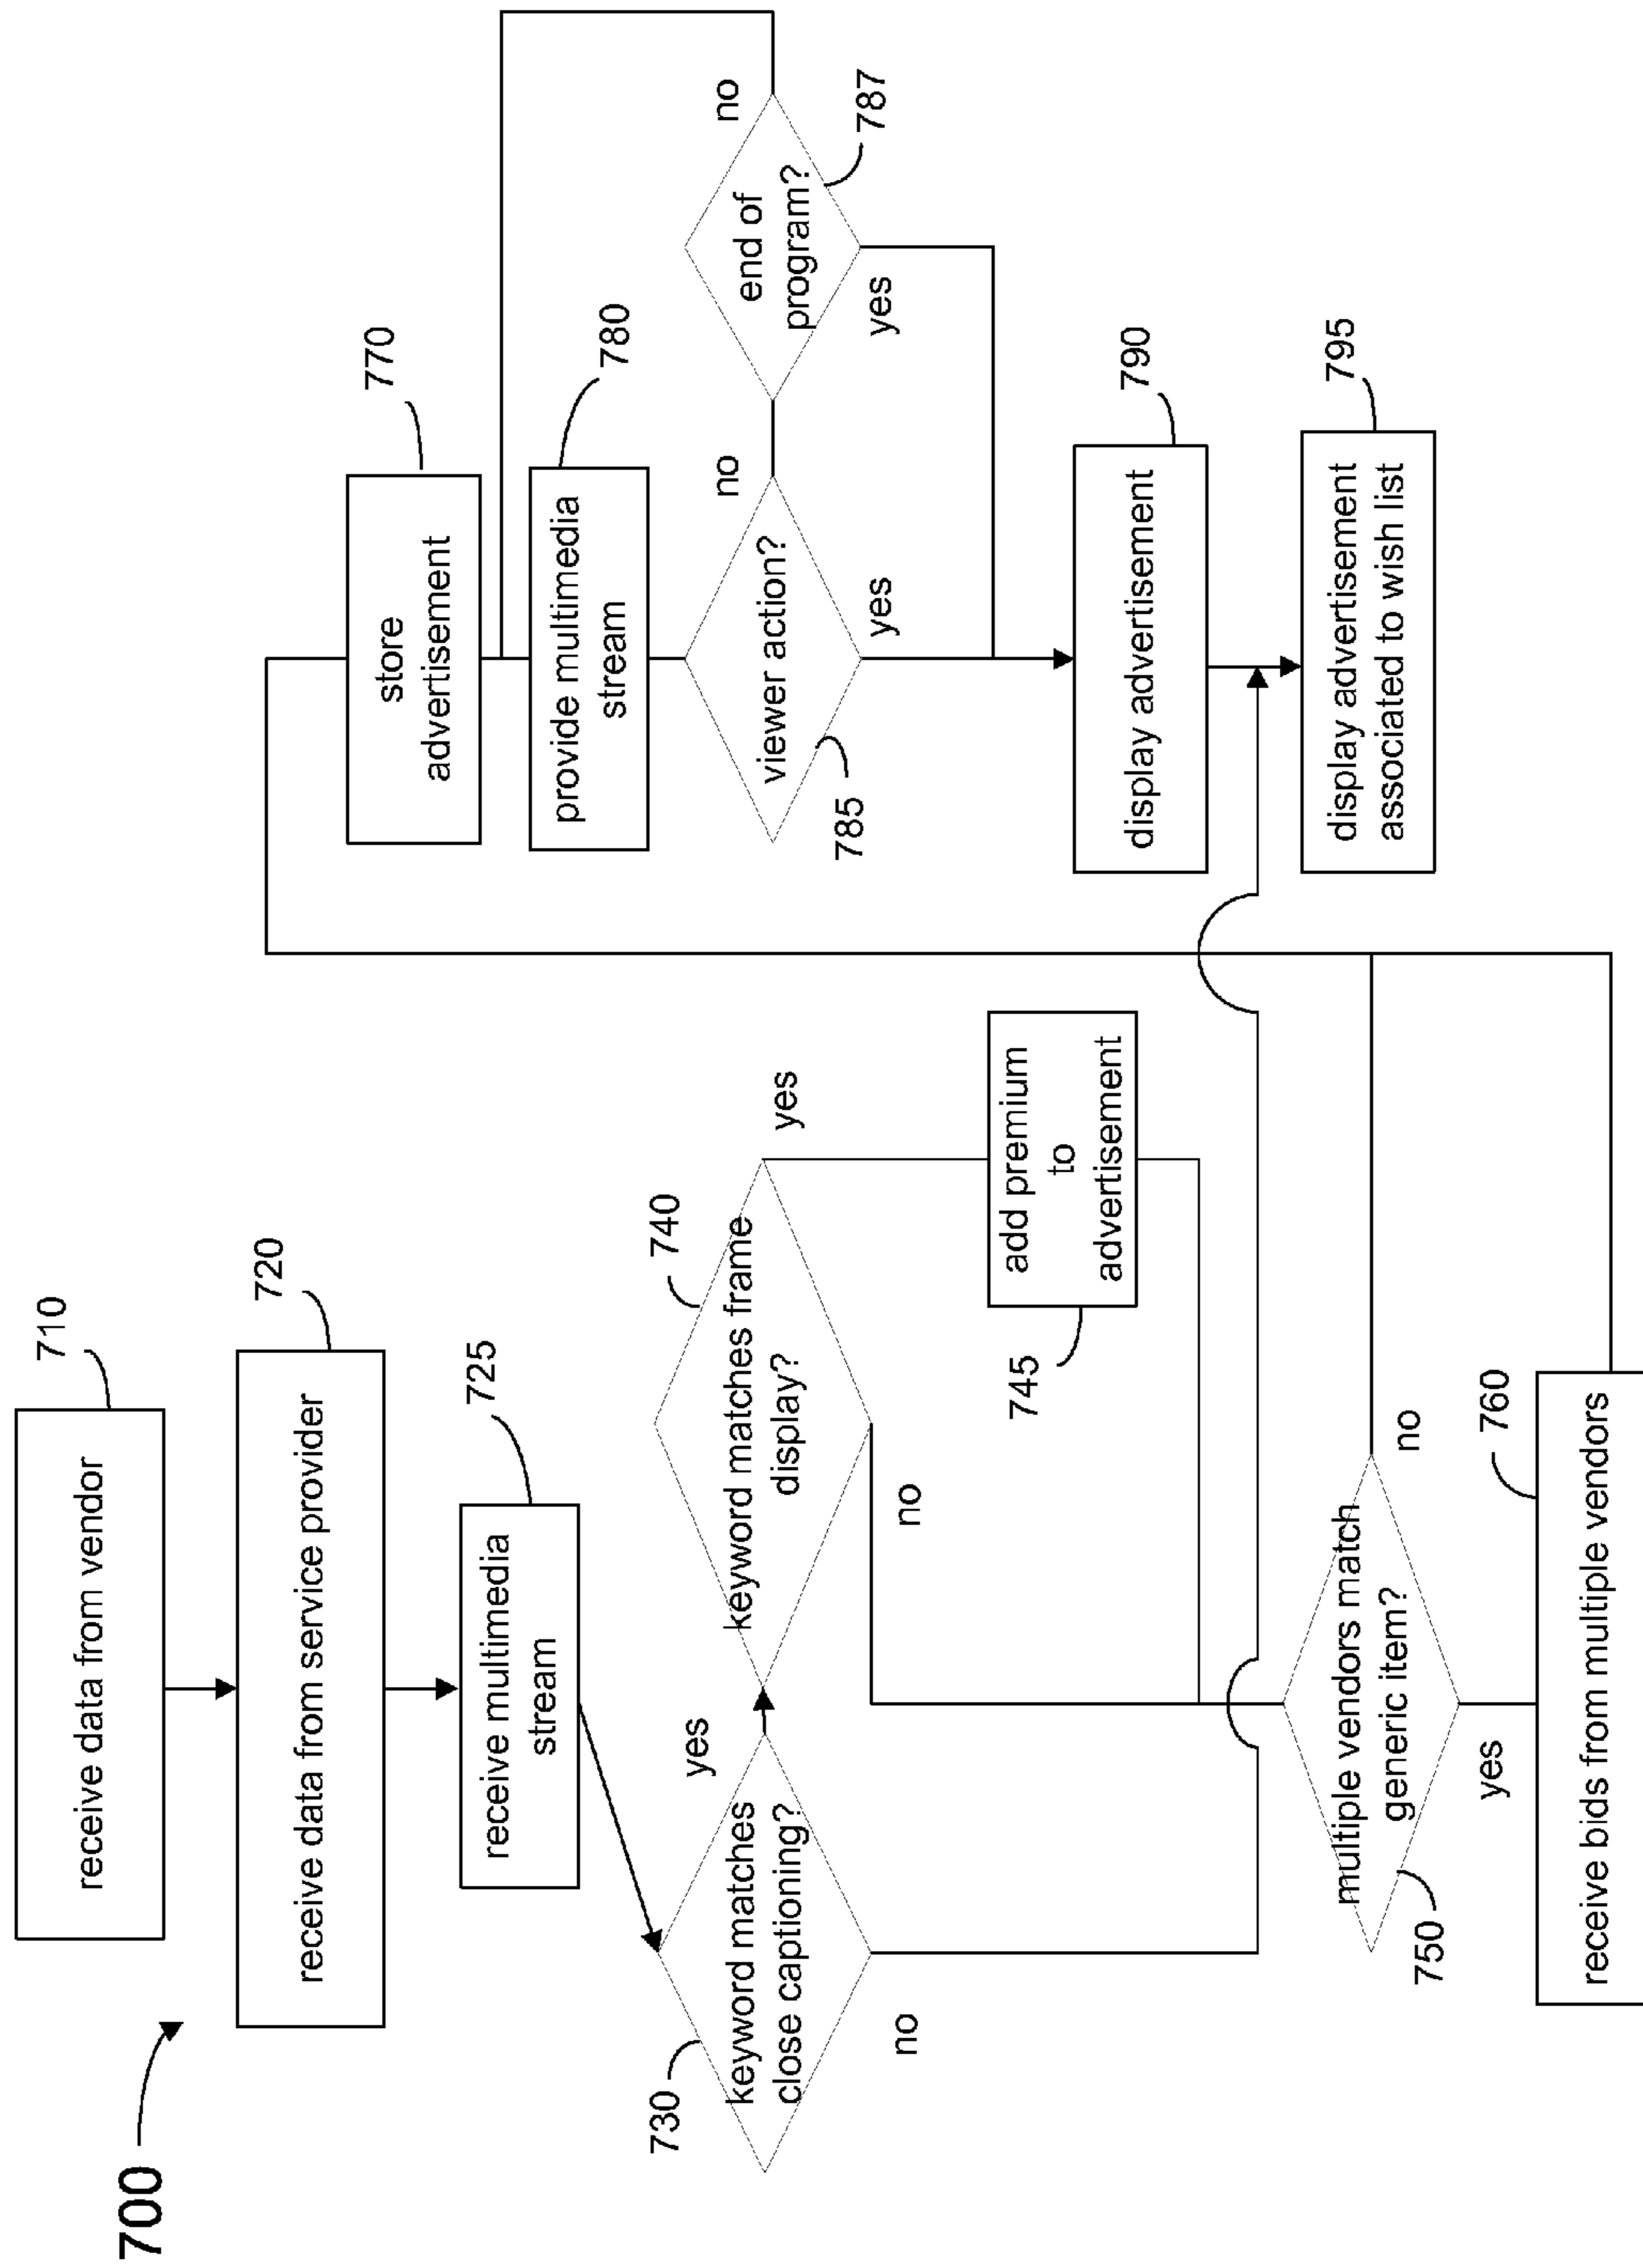 700
710
receive data from vendor
720
receive data from service provider
725
receive multimedia
stream
730
keyword matches
close captioning?
yes
no
740
keyword matches frame
display?
yes
no
745
add premium
to
advertisement
750
multiple vendors match
generic item?
no
yes
760
receive bids from multiple vendors
770
store
advertisement
780
provide multimedia
stream
785
viewer action?
no
yes
787
end of
program?
no
yes
790
display advertisement
795
display advertisement
associated to wish list